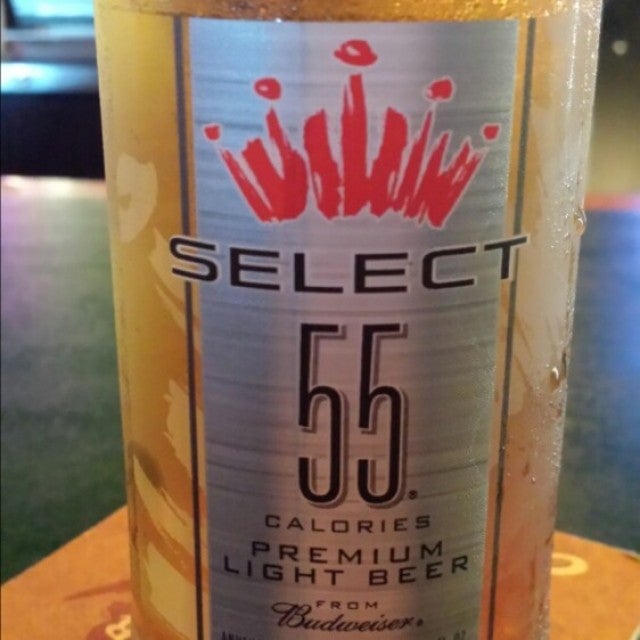 SELECT
55®
CALORIES
PREMIUM
LIGHT BEER
FROM
Budweiser®